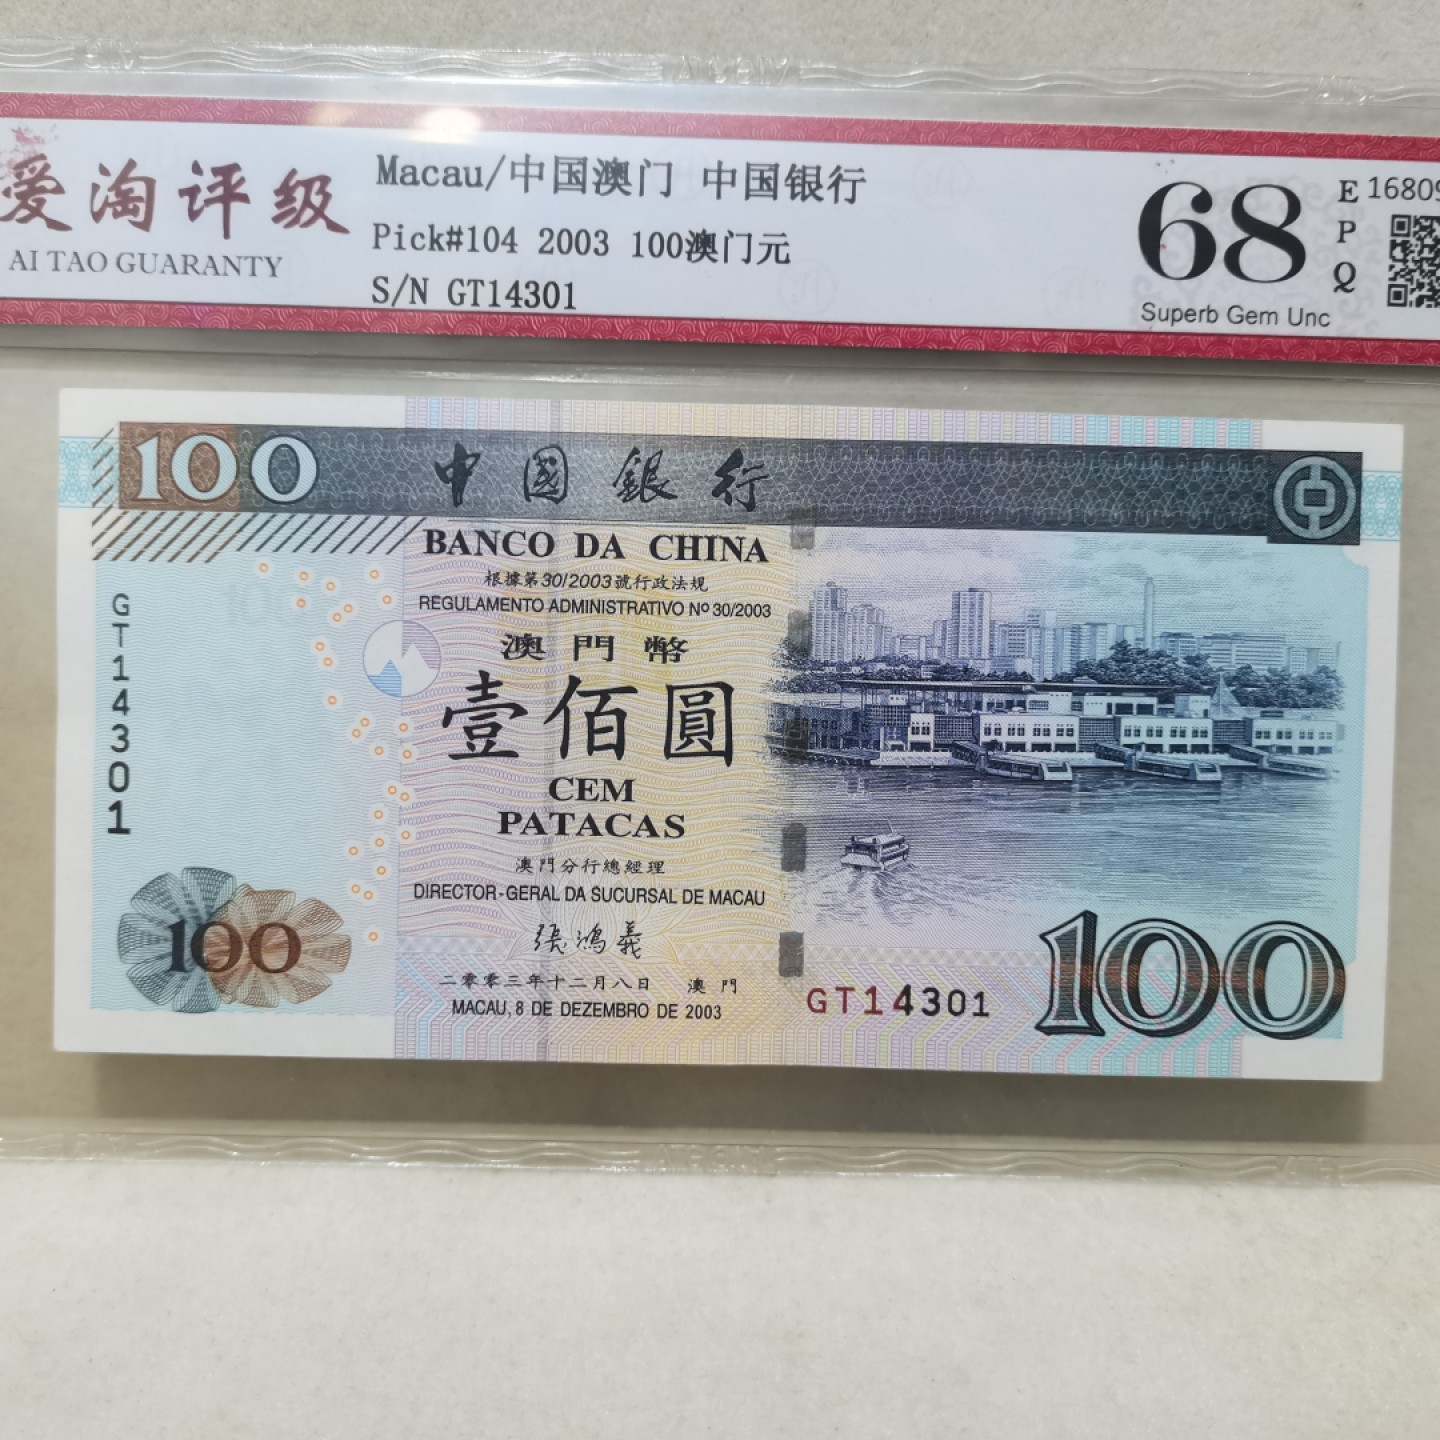 爱淘评级
AI TAO GUARANTY
Macau/中国澳门 中国银行
Pick#104 2003 100澳门元
S/N GT14301
68
EPQ
Superb Gem Unc
100
中國銀行
BANCO DA CHINA
根據第30/2003號行政法規
REGULAMENTO ADMINISTRATIVO Nº 30/2003
GT14301
澳門幣
壹佰圓
CEM
PATACAS
澳門分行總經理
DIRECTOR-GERAL DA SUCURSAL DE MACAU
張鴻義
100
二零零三年十二月八日 澳門
MACAU, 8 DE DEZEMBRO DE 2003
GT14301
100